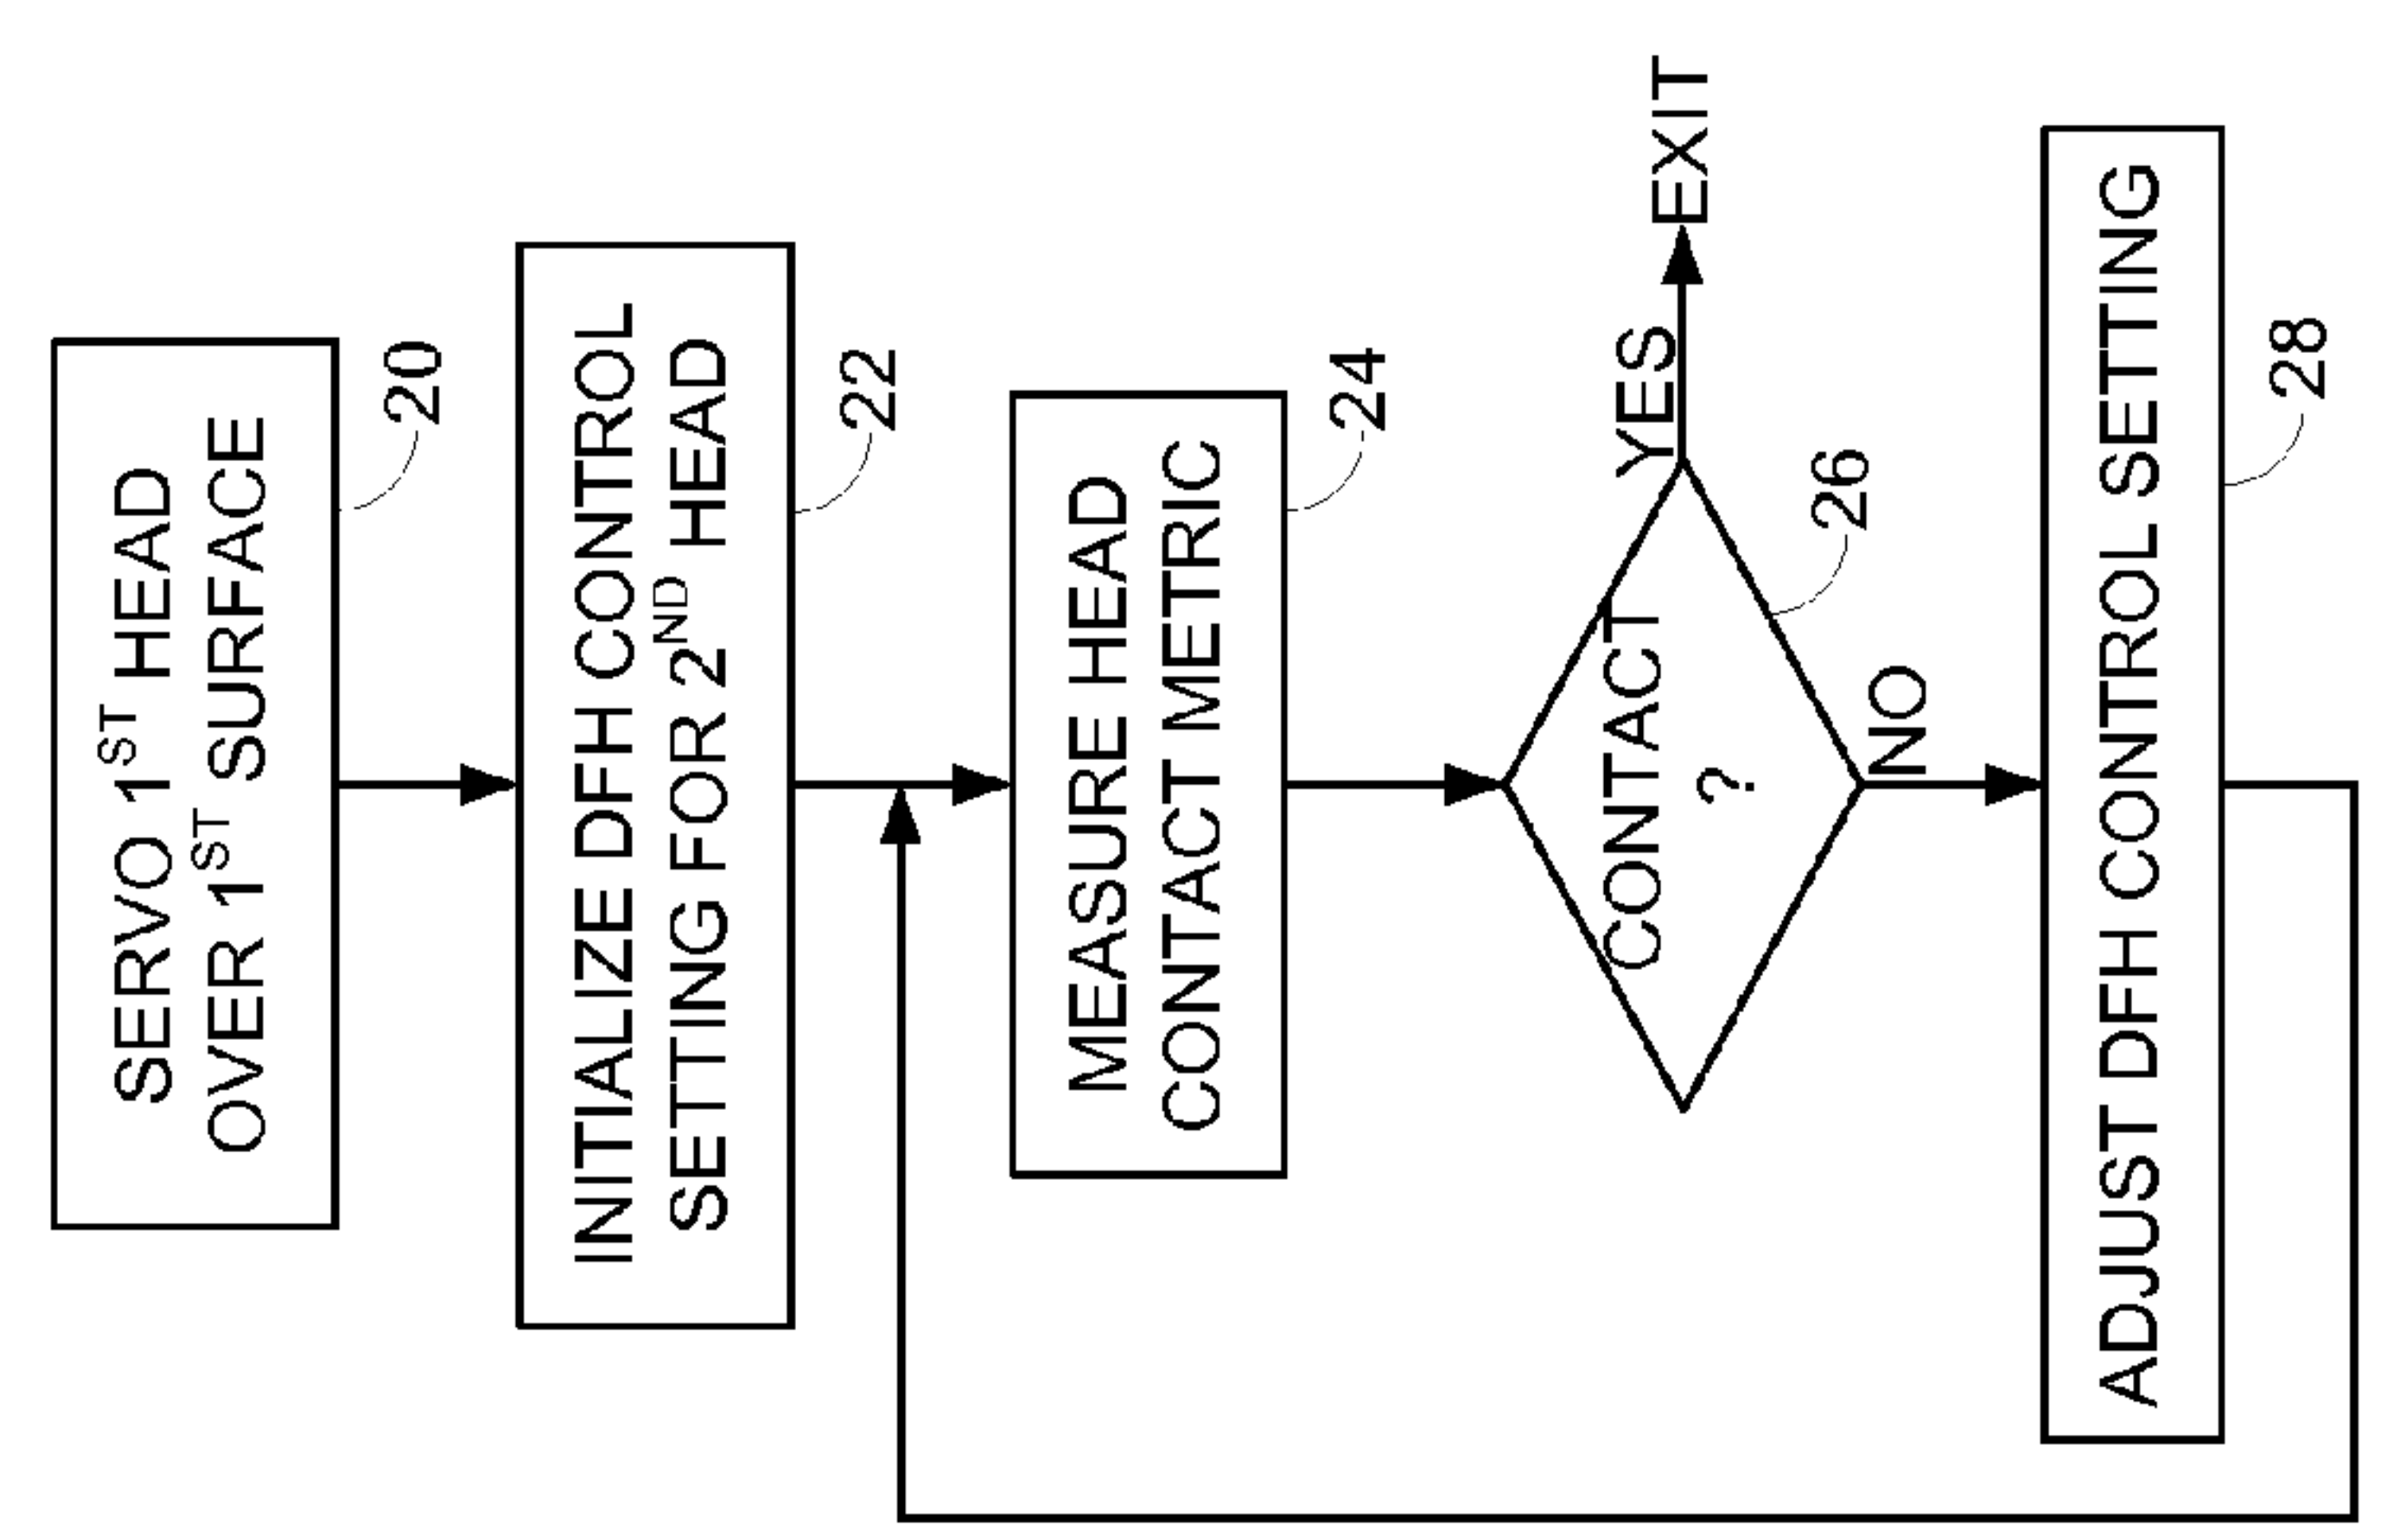 SERVO 1ST HEAD
OVER 1ST SURFACE
20
INITIALIZE DFH CONTROL
SETTING FOR 2ND HEAD
22
MEASURE HEAD
CONTACT METRIC
24
CONTACT
?
YES
EXIT
26
NO
ADJUST DFH CONTROL SETTING
28